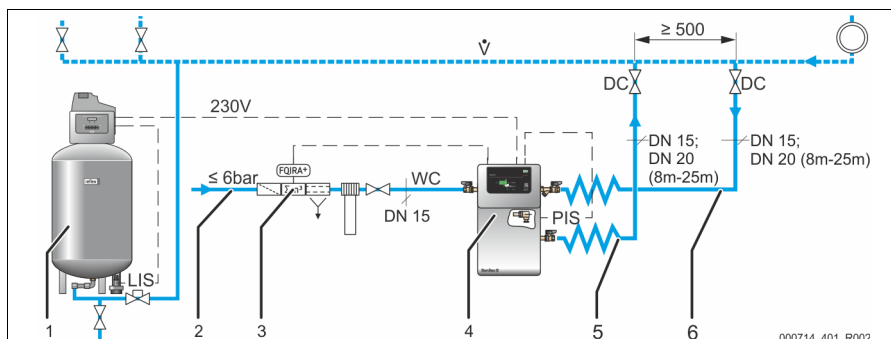 ≥ 500
V̇
DC
DC
230V
DN 15;
DN 20
(8m-25m)
DN 15;
DN 20 (8m-25m)
≤ 6bar
FQIRA+
WC
DN 15
PIS
LIS
1
2
3
4
5
6
000714_401_R002